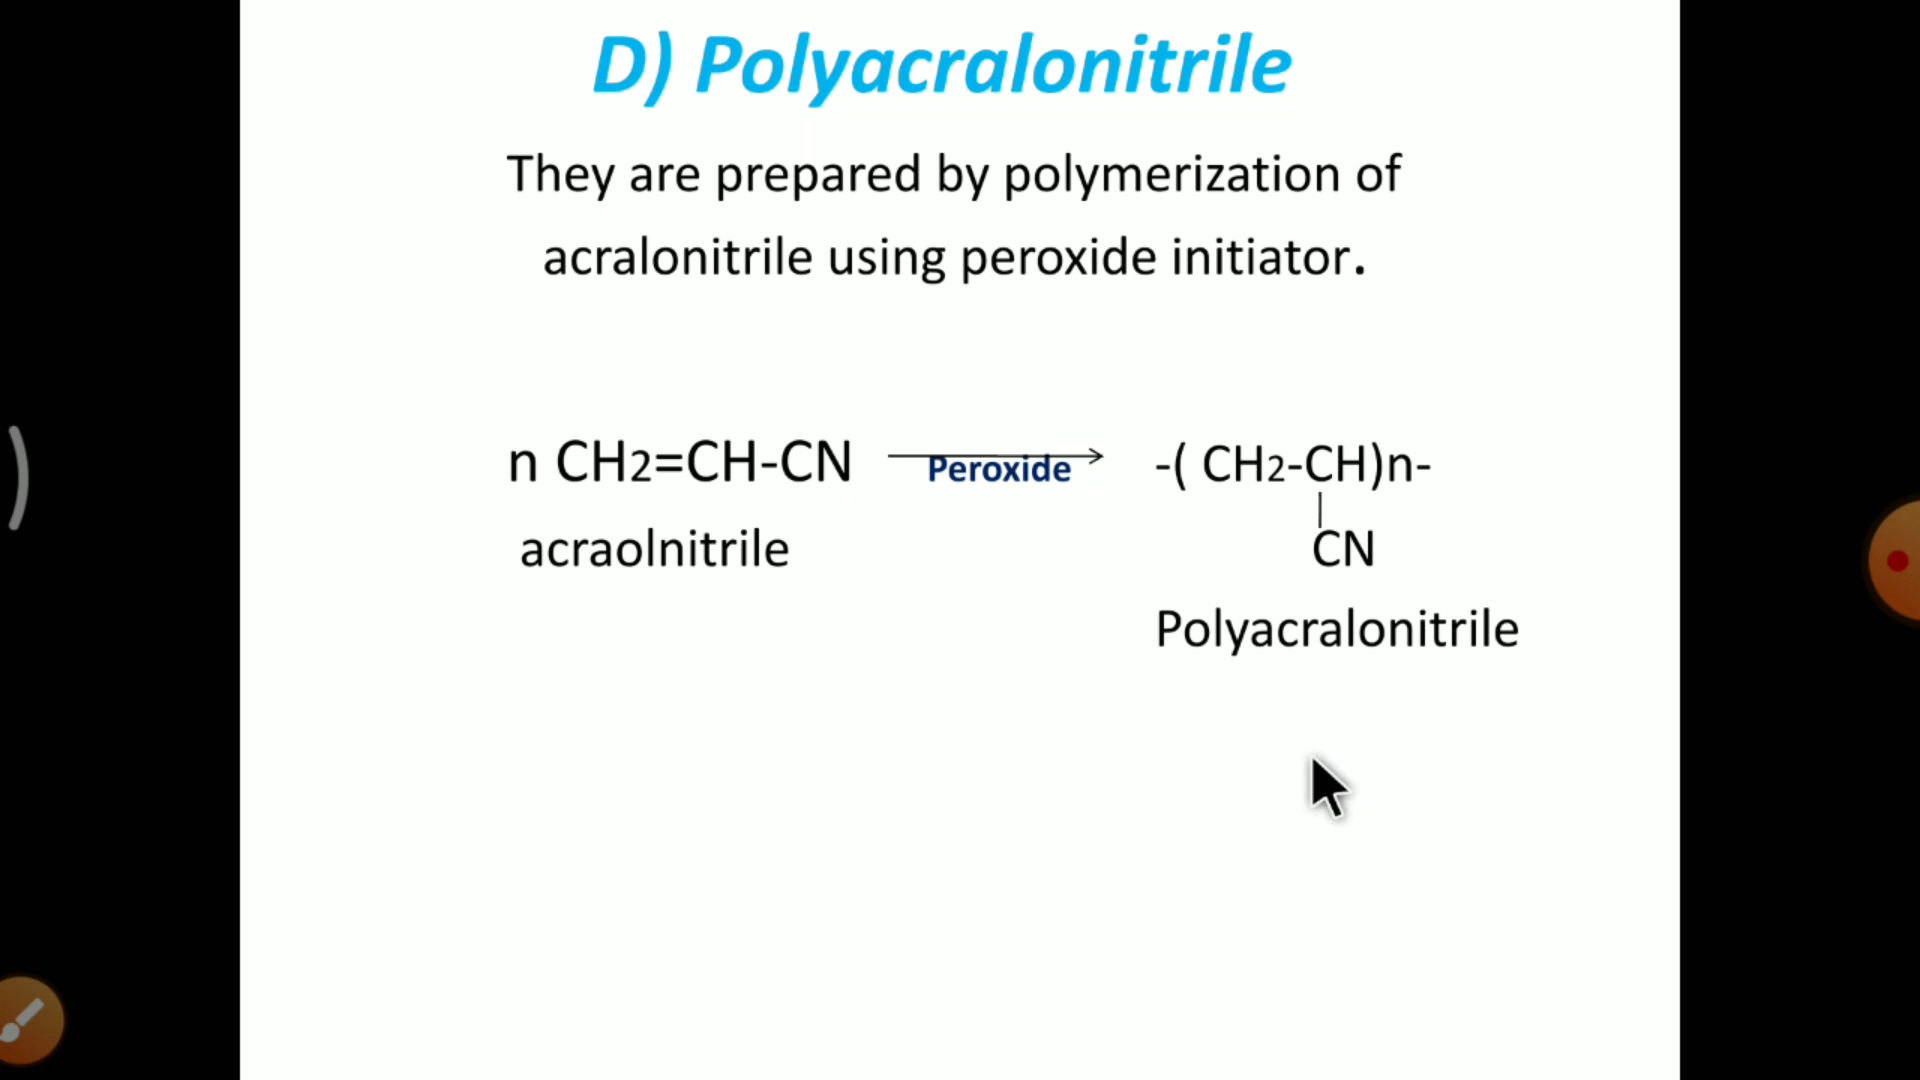 D) Polyacralonitrile
They are prepared by polymerization of
acralonitrile using peroxide initiator.
n CH2=CH-CN Peroxide -( CH2-CH)n-
CN
acraolnitrile
Polyacralonitrile